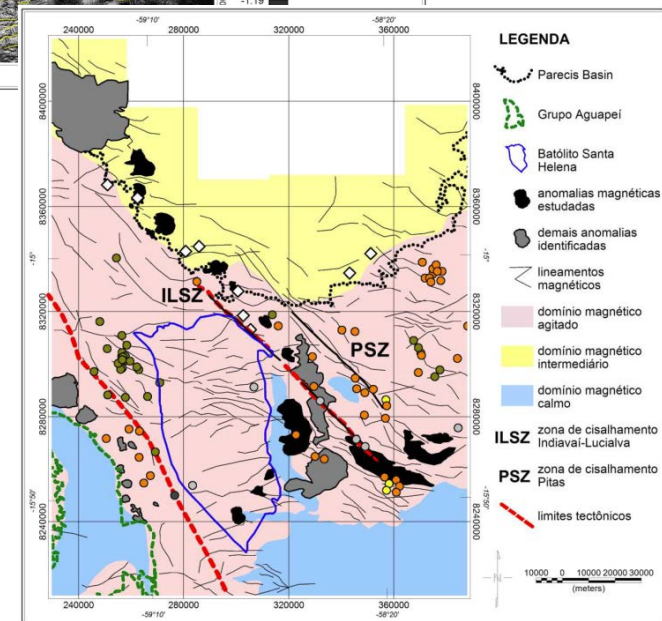 -1.19
-59°10'
-58°20'
240000 280000 320000 360000
LEGENDA
Parecis Basin
Grupo Aguapeí
Batólito Santa
Helena
anomalias magnéticas
estudadas
demais anomalias
identificadas
lineamentos
magnéticos
domínio magnético
agitado
domínio magnético
intermediário
domínio magnético
calmo
ILSZ zona de cisalhamento
Indiavaí-Lucialva
PSZ zona de cisalhamento
Pitas
limites tectônicos
8400000
8400000
8360000
8360000
-15°
-15°
ILSZ
8320000
8320000
PSZ
8280000
8280000
-15°50'
-15°50'
8240000
8240000
240000 280000 320000 360000
-59°10'
-58°20'
N
10000 0 10000 20000 30000
(meters)